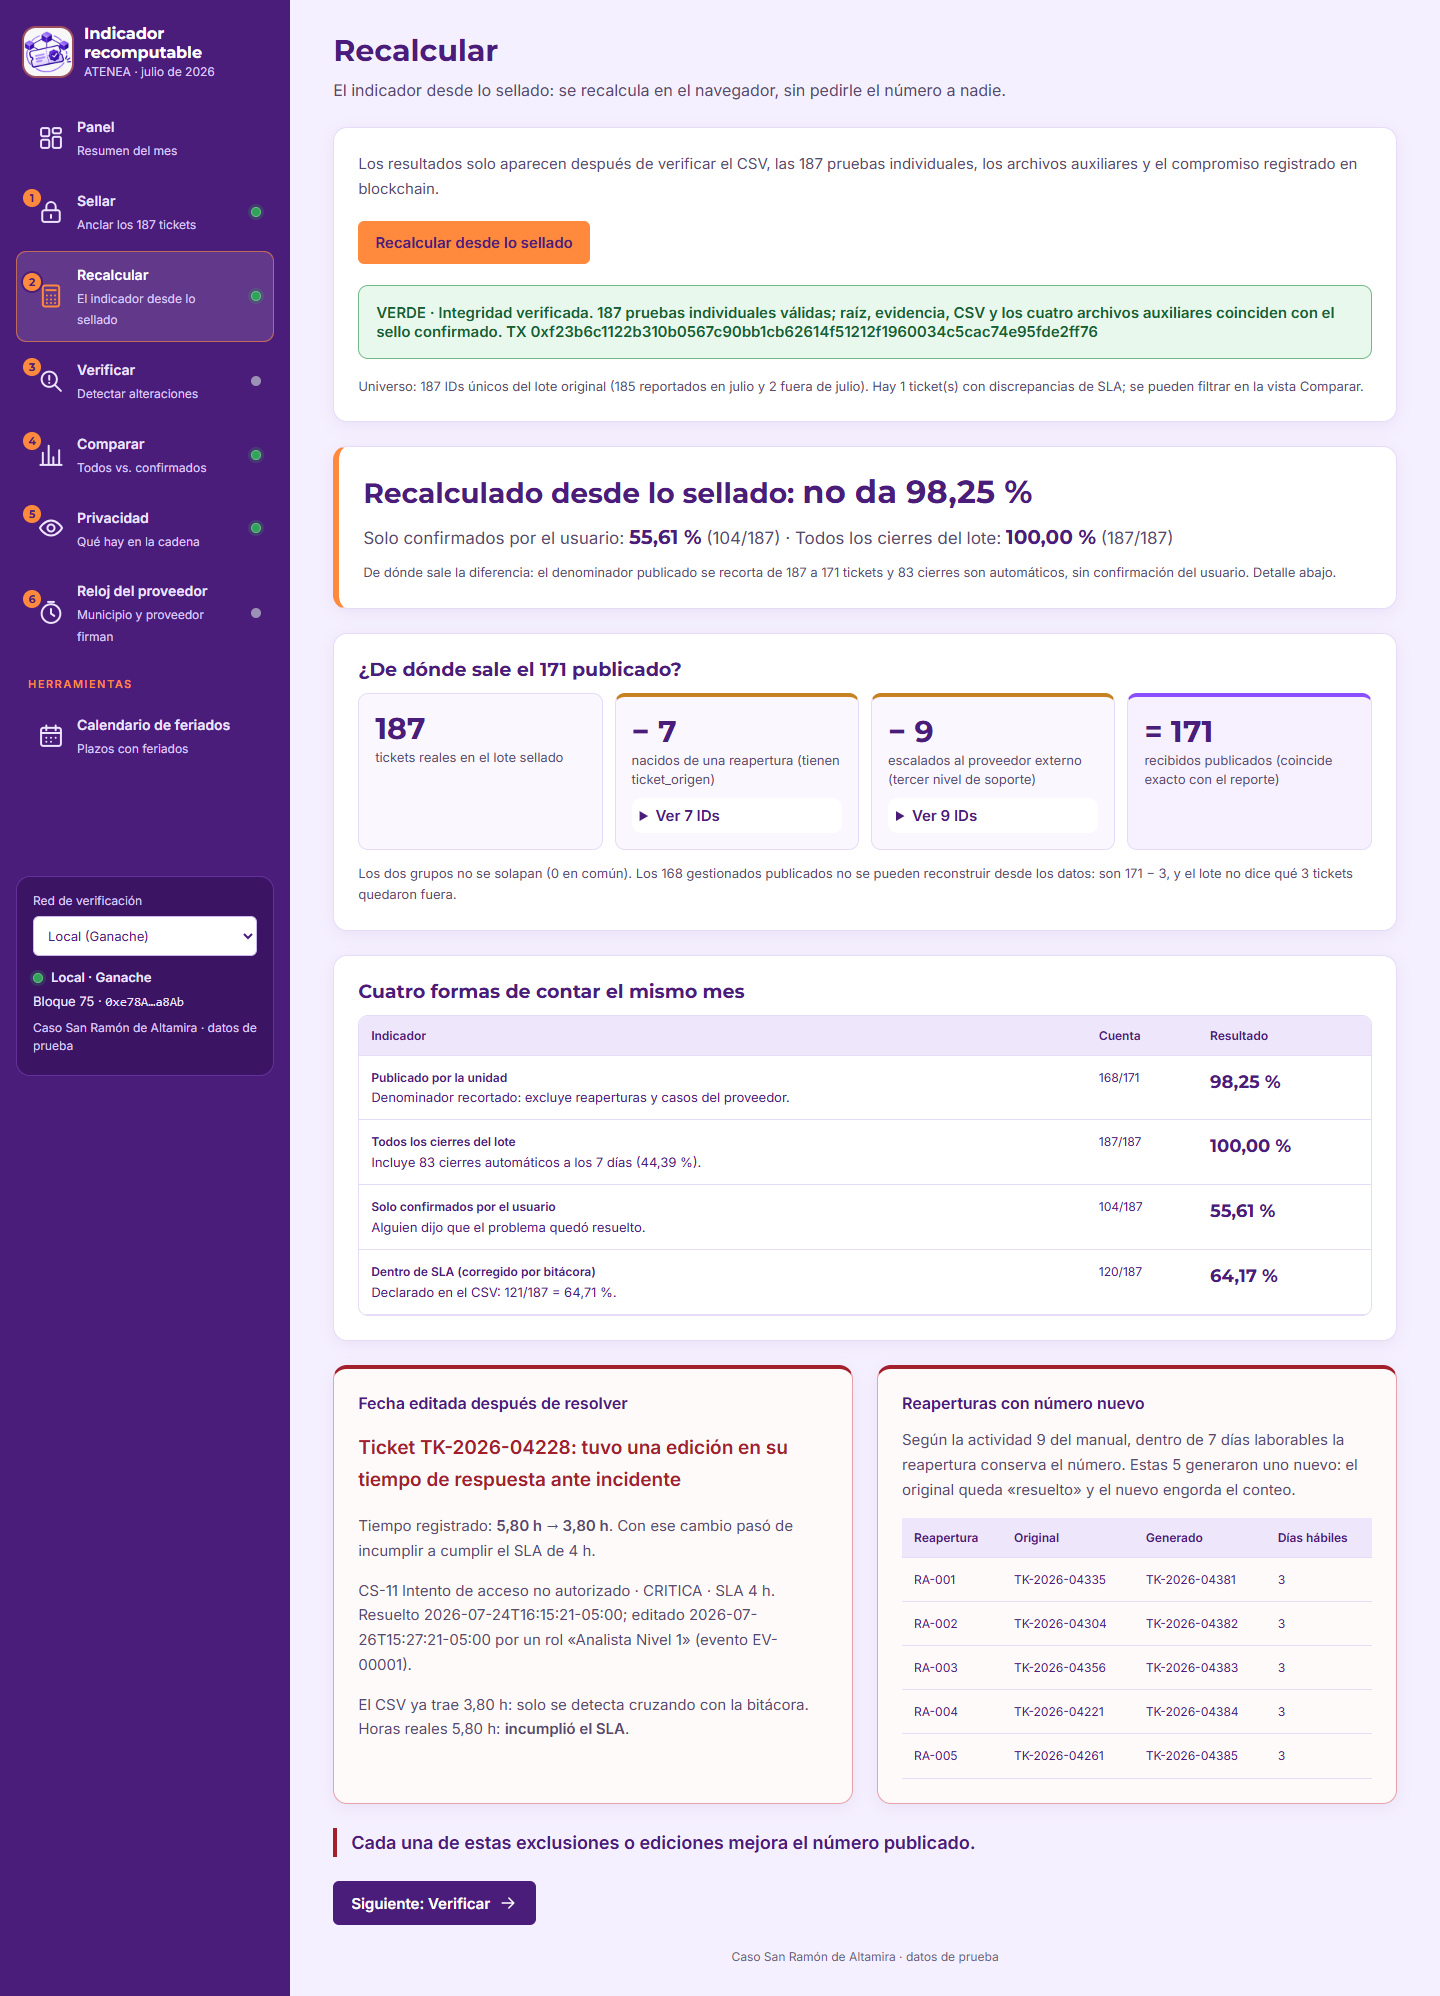 Indicador
recomputable
ATENEA · julio de 2026
Panel
Resumen del mes
1
Sellar
Anclar los 187 tickets
2
Recalcular
El indicador desde lo
sellado
3
Verificar
Detectar alteraciones
4
Comparar
Todos vs. confirmados
5
Privacidad
Qué hay en la cadena
6
Reloj del proveedor
Municipio y proveedor
firman
HERRAMIENTAS
Calendario de feriados
Plazos con feriados
Red de verificación
Local (Ganache)
Local · Ganache
Bloque 75 · 0xe78A…a8Ab
Caso San Ramón de Altamira · datos de
prueba
Recalcular
El indicador desde lo sellado: se recalcula en el navegador, sin pedirle el número a nadie.
Los resultados solo aparecen después de verificar el CSV, las 187 pruebas individuales, los archivos auxiliares y el compromiso registrado en
blockchain.
Recalcular desde lo sellado
VERDE · Integridad verificada. 187 pruebas individuales válidas; raíz, evidencia, CSV y los cuatro archivos auxiliares coinciden con el
sello confirmado. TX 0xf23b6c1122b310b0567c90bb1cb62614f51212f1960034c5cac74e95fde2ff76
Universo: 187 IDs únicos del lote original (185 reportados en julio y 2 fuera de julio). Hay 1 ticket(s) con discrepancias de SLA; se pueden filtrar en la vista Comparar.
Recalculado desde lo sellado: no da 98,25 %
Solo confirmados por el usuario: 55,61 % (104/187) · Todos los cierres del lote: 100,00 % (187/187)
De dónde sale la diferencia: el denominador publicado se recorta de 187 a 171 tickets y 83 cierres son automáticos, sin confirmación del usuario. Detalle abajo.
¿De dónde sale el 171 publicado?
187
tickets reales en el lote sellado
− 7
nacidos de una reapertura (tienen
ticket_origen)
▶ Ver 7 IDs
− 9
escalados al proveedor externo
(tercer nivel de soporte)
▶ Ver 9 IDs
= 171
recibidos publicados (coincide
exacto con el reporte)
Los dos grupos no se solapan (0 en común). Los 168 gestionados publicados no se pueden reconstruir desde los datos: son 171 − 3, y el lote no dice qué 3 tickets
quedaron fuera.
Cuatro formas de contar el mismo mes
Indicador Cuenta Resultado
Publicado por la unidad 168/171 98,25 %
Denominador recortado: excluye reaperturas y casos del proveedor.
Todos los cierres del lote 187/187 100,00 %
Incluye 83 cierres automáticos a los 7 días (44,39 %).
Solo confirmados por el usuario 104/187 55,61 %
Alguien dijo que el problema quedó resuelto.
Dentro de SLA (corregido por bitácora) 120/187 64,17 %
Declarado en el CSV: 121/187 = 64,71 %.
Fecha editada después de resolver
Ticket TK-2026-04228: tuvo una edición en su
tiempo de respuesta ante incidente
Tiempo registrado: 5,80 h → 3,80 h. Con ese cambio pasó de
incumplir a cumplir el SLA de 4 h.
CS-11 Intento de acceso no autorizado · CRITICA · SLA 4 h.
Resuelto 2026-07-24T16:15:21-05:00; editado 2026-07-
26T15:27:21-05:00 por un rol «Analista Nivel 1» (evento EV-
00001).
El CSV ya trae 3,80 h: solo se detecta cruzando con la bitácora.
Horas reales 5,80 h: incumplió el SLA.
Reaperturas con número nuevo
Según la actividad 9 del manual, dentro de 7 días laborables la
reapertura conserva el número. Estas 5 generaron uno nuevo: el
original queda «resuelto» y el nuevo engorda el conteo.
Reapertura Original Generado Días hábiles
RA-001 TK-2026-04335 TK-2026-04381 3
RA-002 TK-2026-04304 TK-2026-04382 3
RA-003 TK-2026-04356 TK-2026-04383 3
RA-004 TK-2026-04221 TK-2026-04384 3
RA-005 TK-2026-04261 TK-2026-04385 3
Cada una de estas exclusiones o ediciones mejora el número publicado.
Siguiente: Verificar →
Caso San Ramón de Altamira · datos de prueba